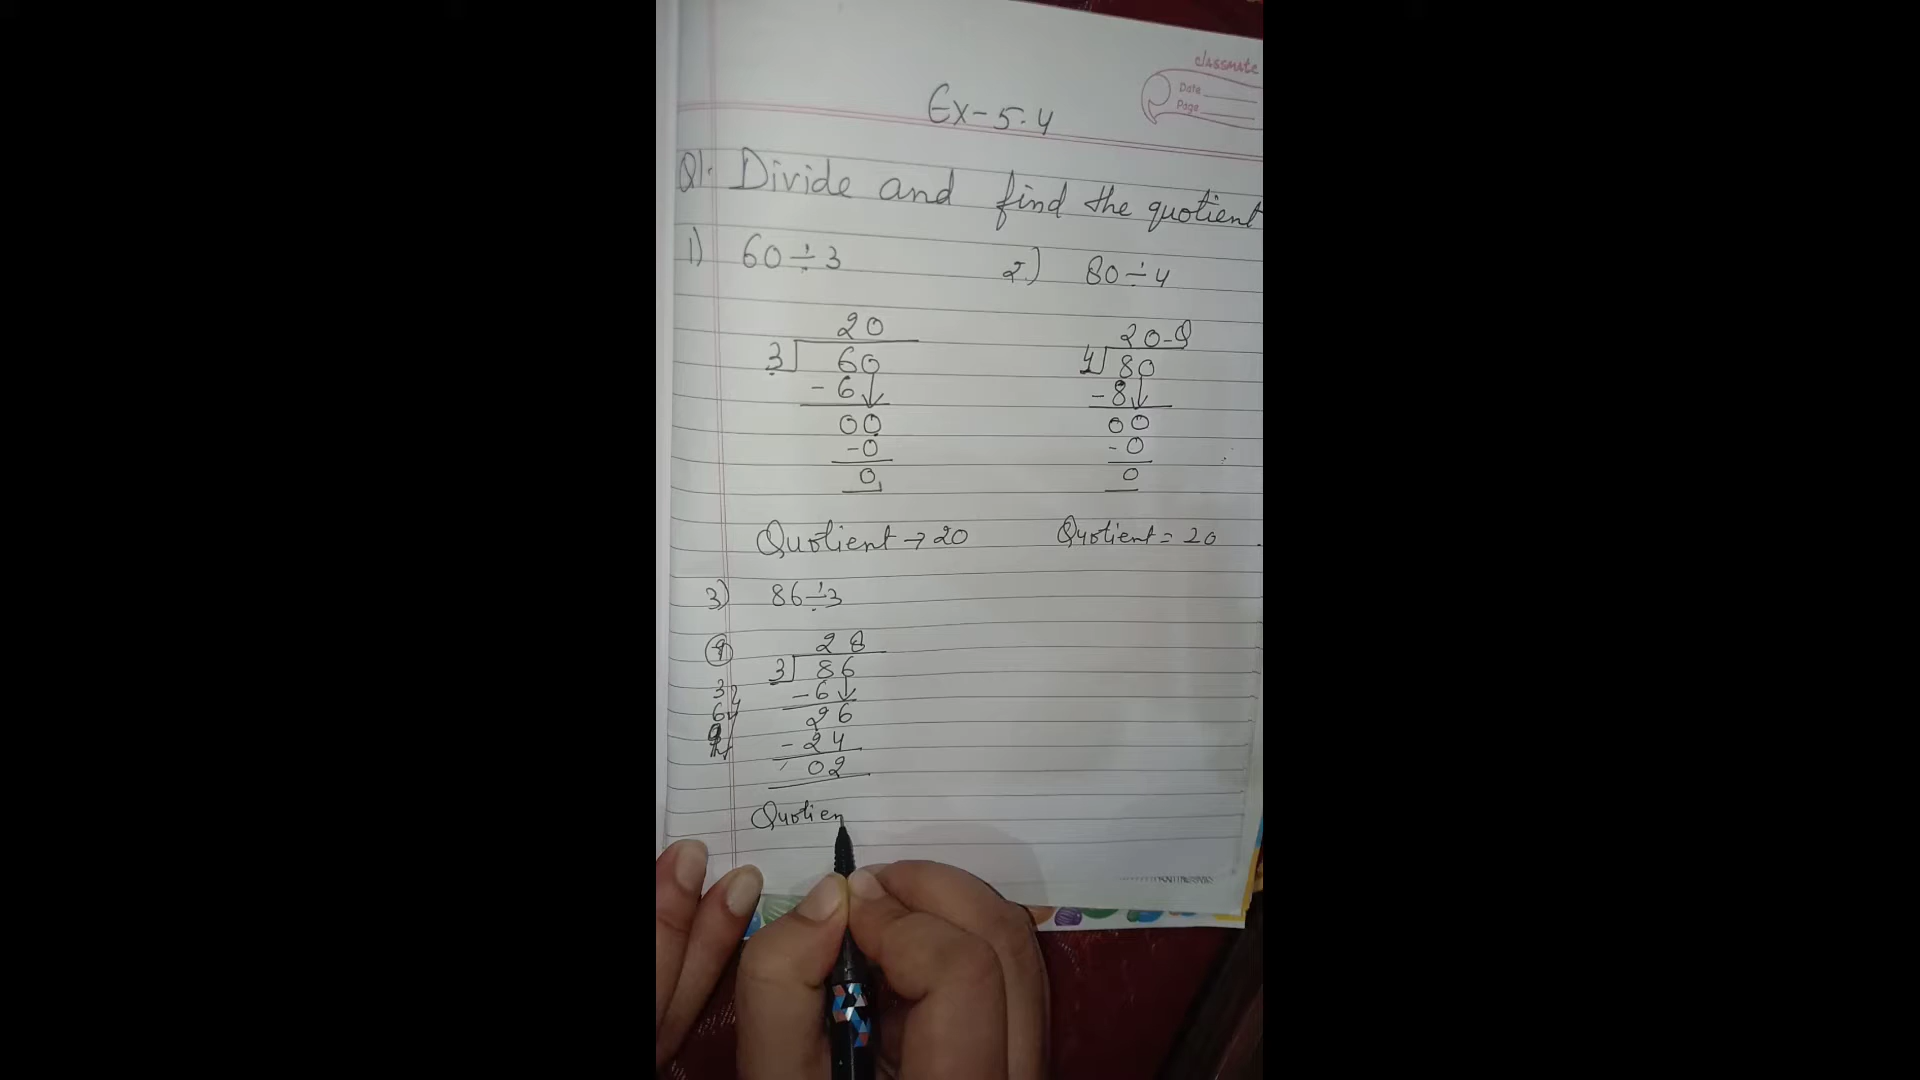 classmate
Date
Page
Ex-5.4
Q1. Divide and find the quotient
1) 60÷3
2.) 80÷4
20
3 60
-6↓
00
-0
0
Quotient → 20
20-Q
4 80
-8↓
00
-0
0
Quotient = 20
3) 86÷3
28
3 86
-6↓
26
-24
02
3
6
Quotien